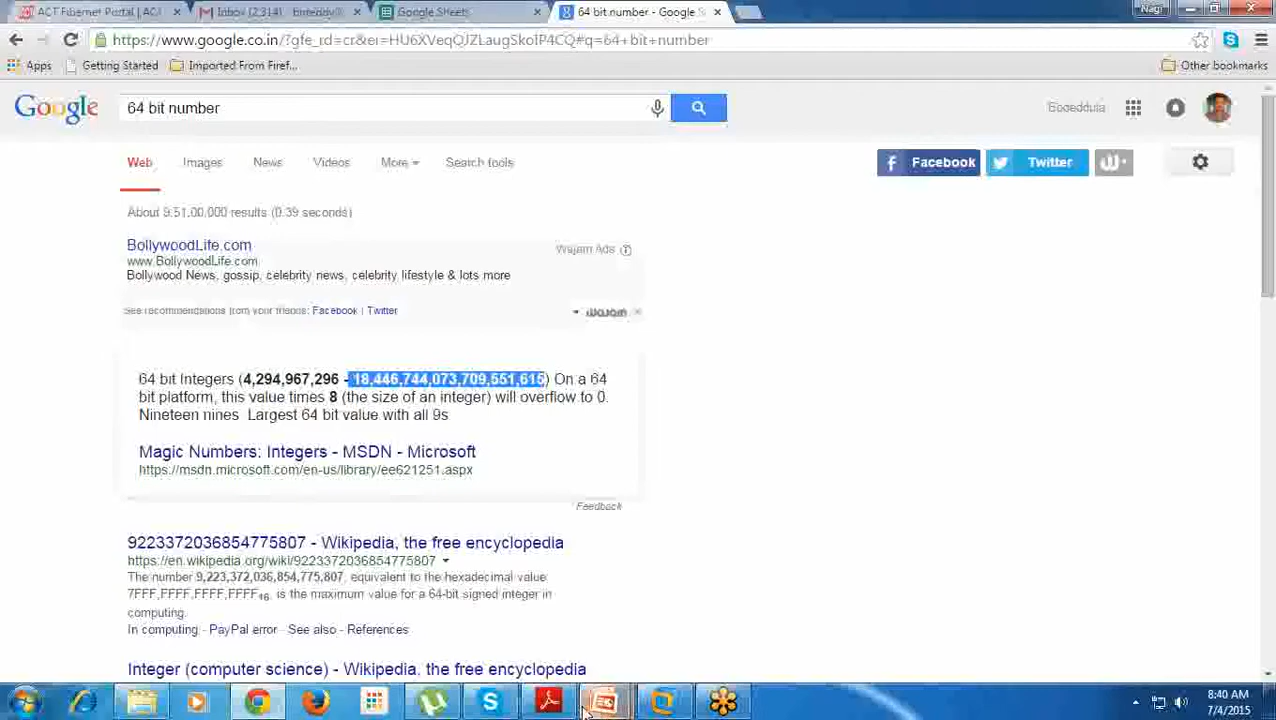 ACT Fibernet Portal | ACT
Inbox (2,314)
Google Sheets
64 bit number - Google S
Nagi
https://www.google.co.in/?gfe_rd=cr&ei=HU6XVeqQJZLaugSkoIP4CQ#q=64+bit+number
Apps
Getting Started
Imported From Firef...
Other bookmarks
Google
64 bit number
Web
Images
News
Videos
More
Search tools
Facebook
Twitter
About 9,51,00,000 results (0.39 seconds)
BollywoodLife.com
Wajam Ads
www.BollywoodLife.com
Bollywood News, gossip, celebrity news, celebrity lifestyle & lots more
See recommendations from your friends: Facebook | Twitter
wajam
64 bit Integers (4,294,967,296 - 18,446,744,073,709,551,615) On a 64
bit platform, this value times 8 (the size of an integer) will overflow to 0.
Nineteen nines Largest 64 bit value with all 9s
Magic Numbers: Integers - MSDN - Microsoft
https://msdn.microsoft.com/en-us/library/ee621251.aspx
Feedback
9223372036854775807 - Wikipedia, the free encyclopedia
https://en.wikipedia.org/wiki/9223372036854775807
The number 9,223,372,036,854,775,807, equivalent to the hexadecimal value
7FFF,FFFF,FFFF,FFFF₁₆, is the maximum value for a 64-bit signed integer in
computing.
In computing - PayPal error - See also - References
Integer (computer science) - Wikipedia, the free encyclopedia
8:40 AM
7/4/2015